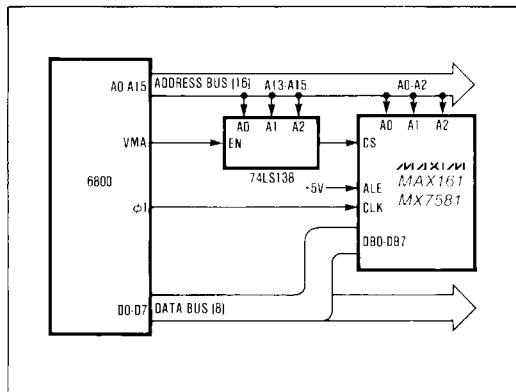 A0-A15
ADDRESS BUS (16)
A13-A15
A0-A2
A0 A1 A2
A0 A1 A2
VMA
EN
CS
74LS138
MAXIM
MAX161
MX7581
6800
+5V
ALE
ϕ1
CLK
DB0-DB7
D0-D7
DATA BUS (8)